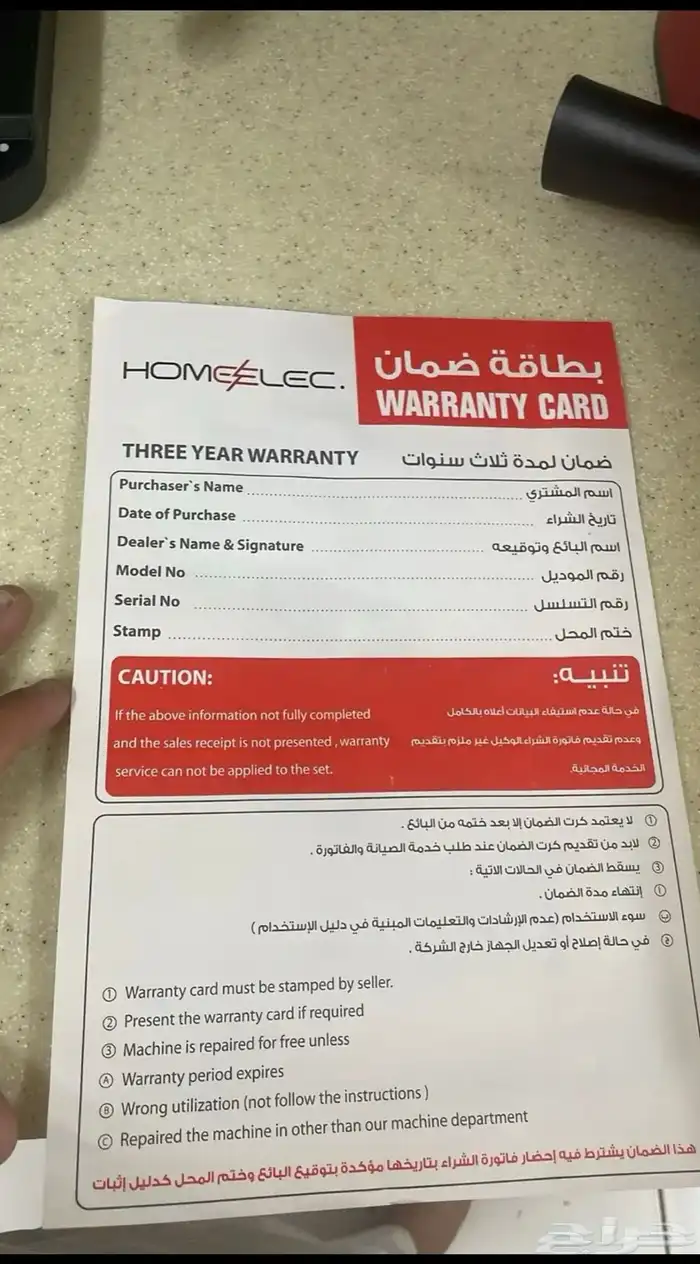 HOMEELEC.
بطاقة ضمان
WARRANTY CARD
THREE YEAR WARRANTY ضمان لمدة ثلاث سنوات
Purchaser`s Name ........ اسم المشتري
Date of Purchase ........ تاريخ الشراء
Dealer`s Name & Signature ........ اسم البائع وتوقيعه
Model No ........ رقم الموديل
Serial No ........ رقم التسلسل
Stamp ........ ختم المحل
CAUTION: تنبيه:
If the above information not fully completed في حالة عدم استيفاء البيانات أعلاه بالكامل
and the sales receipt is not presented , warranty وعدم تقديم فاتورة الشراء الوكيل غير ملزم بتقديم
service can not be applied to the set. الخدمة المجانية.
① لا يعتمد كرت الضمان إلا بعد ختمه من البائع .
② لابد من تقديم كرت الضمان عند طلب خدمة الصيانة والفاتورة .
③ يسقط الضمان في الحالات الاتية :
أ إنتهاء مدة الضمان .
ب سوء الاستخدام (عدم الإرشادات والتعليمات المبنية في دليل الإستخدام )
ج في حالة إصلاح أو تعديل الجهاز خارج الشركة .
① Warranty card must be stamped by seller.
② Present the warranty card if required
③ Machine is repaired for free unless
Ⓐ Warranty period expires
Ⓑ Wrong utilization (not follow the instructions )
Ⓒ Repaired the machine in other than our machine department
هذا الضمان يشترط فيه إحضار فاتورة الشراء بتاريخها مؤكدة بتوقيع البائع وختم المحل كدليل إثبات
حراج